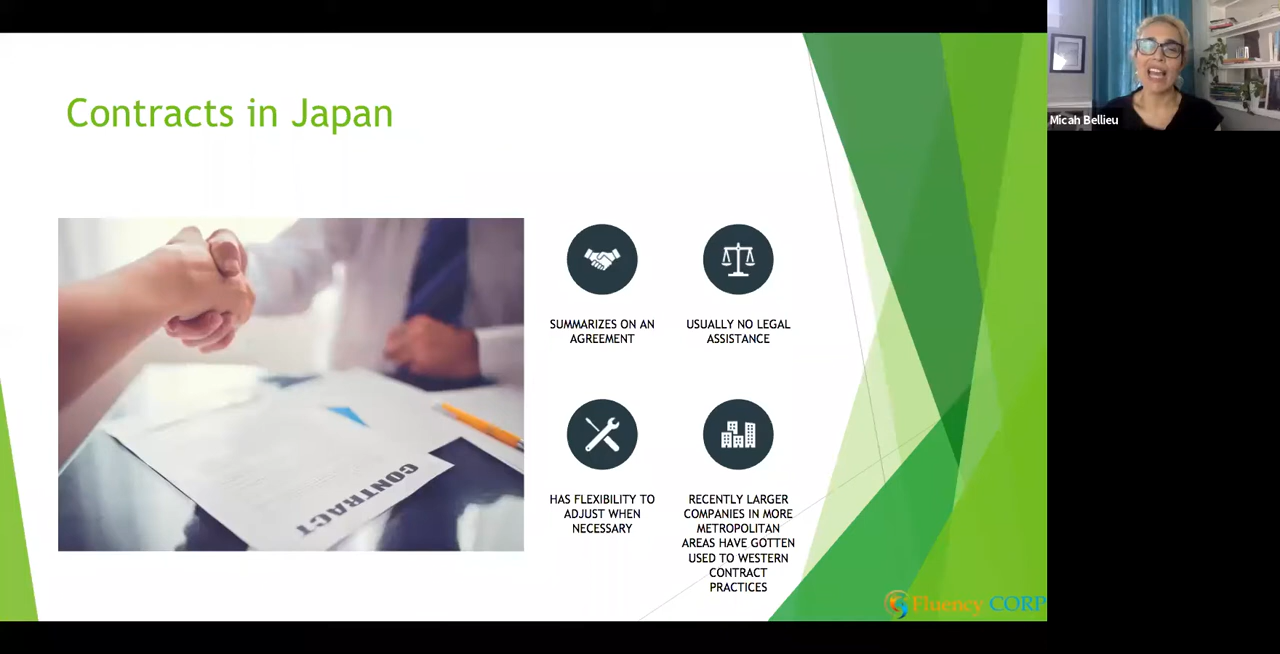 Contracts in Japan
Micah Bellieu
CONTRACT
SUMMARIZES ON AN
AGREEMENT
USUALLY NO LEGAL
ASSISTANCE
HAS FLEXIBILITY TO
ADJUST WHEN
NECESSARY
RECENTLY LARGER
COMPANIES IN MORE
METROPOLITAN
AREAS HAVE GOTTEN
USED TO WESTERN
CONTRACT
PRACTICES
Fluency CORP